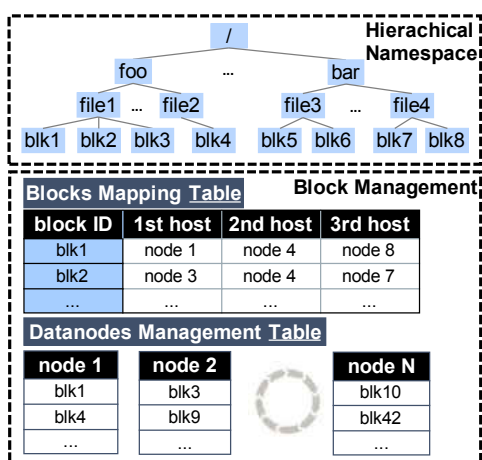 /
Hierachical
Namespace
foo ... bar
file1 ... file2 file3 ... file4
blk1 blk2 blk3 blk4 blk5 blk6 blk7 blk8
Block Management
Blocks Mapping Table
block ID 1st host 2nd host 3rd host
blk1 node 1 node 4 node 8
blk2 node 3 node 4 node 7
... ... ... ...
Datanodes Management Table
node 1 node 2 node N
blk1 blk3 blk10
blk4 blk9 blk42
... ... ...